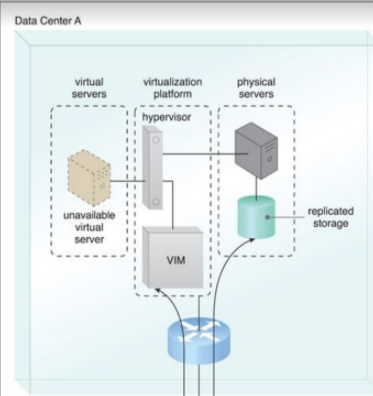 Data Center A
virtual
servers
virtualization
platform
physical
servers
hypervisor
unavailable
virtual
server
replicated
storage
VIM